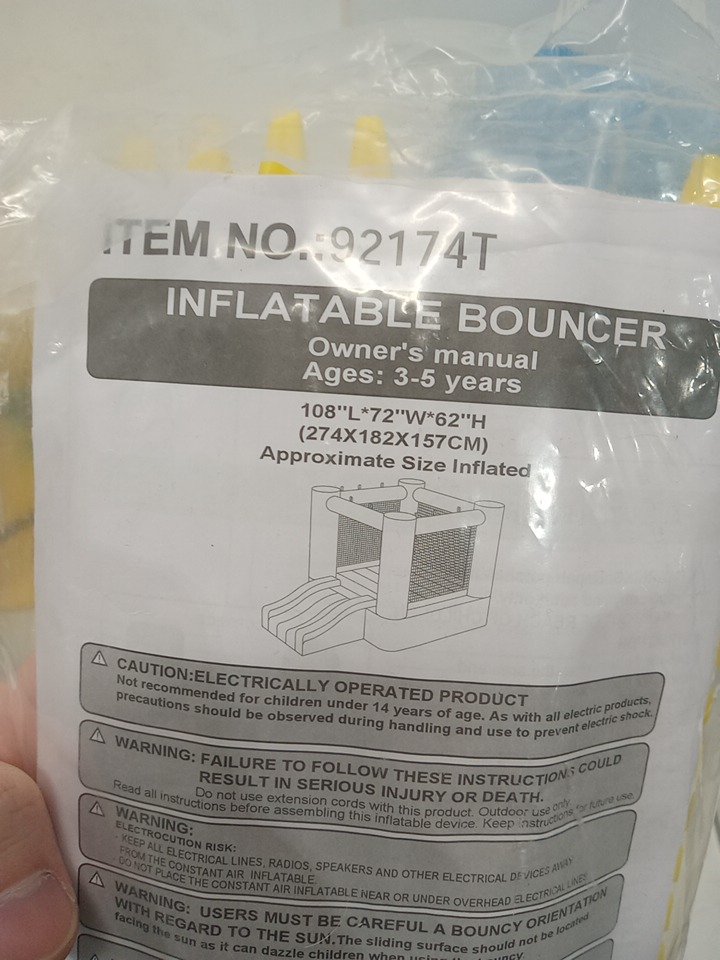 ITEM NO.:92174T
INFLATABLE BOUNCER
Owner's manual
Ages: 3-5 years
108"L*72"W*62"H
(274X182X157CM)
Approximate Size Inflated
CAUTION:ELECTRICALLY OPERATED PRODUCT
Not recommended for children under 14 years of age. As with all electric products,
precautions should be observed during handling and use to prevent electric shock.
WARNING: FAILURE TO FOLLOW THESE INSTRUCTIONS COULD
RESULT IN SERIOUS INJURY OR DEATH.
Do not use extension cords with this product. Outdoor use only.
Read all instructions before assembling this inflatable device. Keep instructions for future use.
WARNING:
ELECTROCUTION RISK:
- KEEP ALL ELECTRICAL LINES, RADIOS, SPEAKERS AND OTHER ELECTRICAL DEVICES AWAY
FROM THE CONSTANT AIR INFLATABLE.
- DO NOT PLACE THE CONSTANT AIR INFLATABLE NEAR OR UNDER OVERHEAD ELECTRICAL LINES
WARNING: USERS MUST BE CAREFUL A BOUNCY ORIENTATION
WITH REGARD TO THE SUN.The sliding surface should not be located
facing the sun as it can dazzle children when using the bouncy